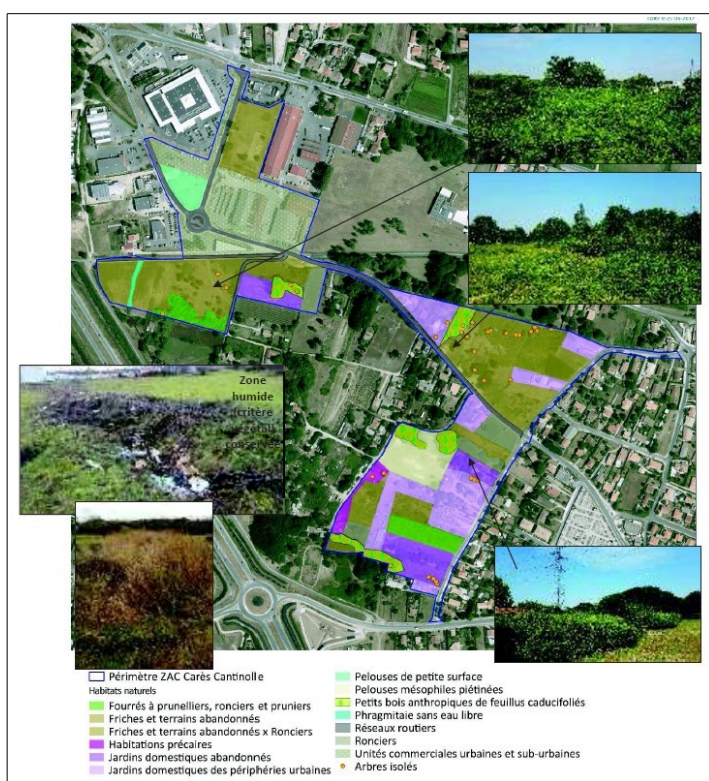 Zone
humide
(critère
végétal)
conservée
Périmètre ZAC Carès Cantinolle
Habitats naturels
Fourrés à prunelliers, ronciers et pruniers
Friches et terrains abandonnés
Friches et terrains abandonnés x Ronciers
Habitations précaires
Jardins domestiques abandonnés
Jardins domestiques des périphéries urbaines
Pelouses de petite surface
Pelouses mésophiles piétinées
Petits bois anthropiques de feuillus caducifoliés
Phragmitaie sans eau libre
Réseaux routiers
Ronciers
Unités commerciales urbaines et sub-urbaines
Arbres isolés